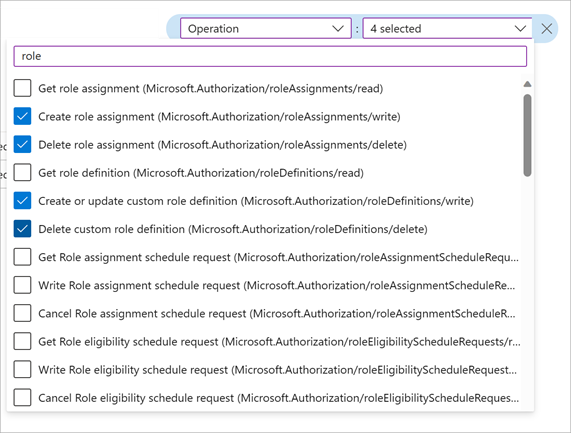 Operation : 4 selected
role
Get role assignment (Microsoft.Authorization/roleAssignments/read)
Create role assignment (Microsoft.Authorization/roleAssignments/write)
Delete role assignment (Microsoft.Authorization/roleAssignments/delete)
Get role definition (Microsoft.Authorization/roleDefinitions/read)
Create or update custom role definition (Microsoft.Authorization/roleDefinitions/write)
Delete custom role definition (Microsoft.Authorization/roleDefinitions/delete)
Get Role assignment schedule request (Microsoft.Authorization/roleAssignmentScheduleRequ...
Write Role assignment schedule request (Microsoft.Authorization/roleAssignmentScheduleRe...
Cancel Role assignment schedule request (Microsoft.Authorization/roleAssignmentScheduleR...
Get Role eligibility schedule request (Microsoft.Authorization/roleEligibilityScheduleRequests/r...
Write Role eligibility schedule request (Microsoft.Authorization/roleEligibilityScheduleRequest...
Cancel Role eligibility schedule request (Microsoft.Authorization/roleEligibilityScheduleReques...